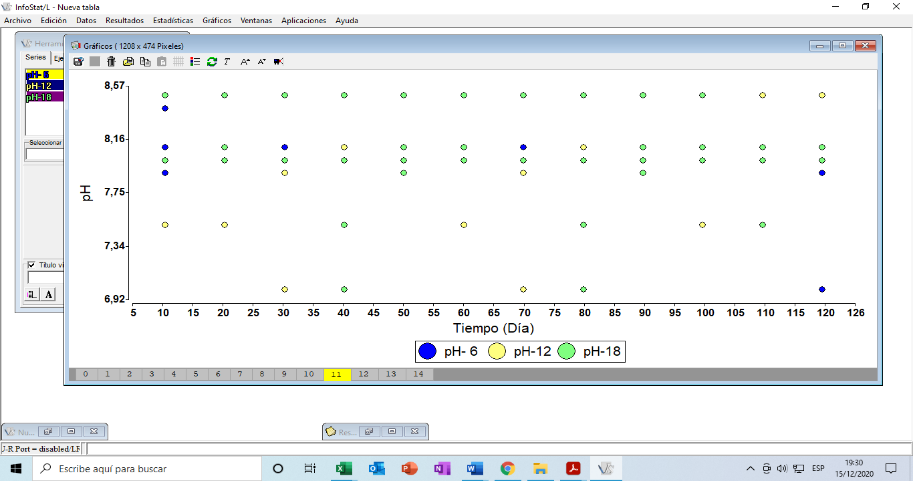 InfoStat/L - Nueva tabla
Archivo Edición Datos Resultados Estadísticas Gráficos Ventanas Aplicaciones Ayuda
Gráficos ( 1208 x 474 Pixeles)
Series
pH- 6
pH-12
pH-18
Seleccionar
8,57
8,16
7,75
7,34
6,92
pH
5 10 15 20 25 30 35 40 45 50 55 60 65 70 75 80 85 90 95 100 105 110 115 120 126
Tiempo (Día)
pH- 6 pH-12 pH-18
0 1 2 3 4 5 6 7 8 9 10 11 12 13 14
A
Nu...
Res...
J-R Port = disabled/LF
Escribe aquí para buscar
ESP
19:30
15/12/2020